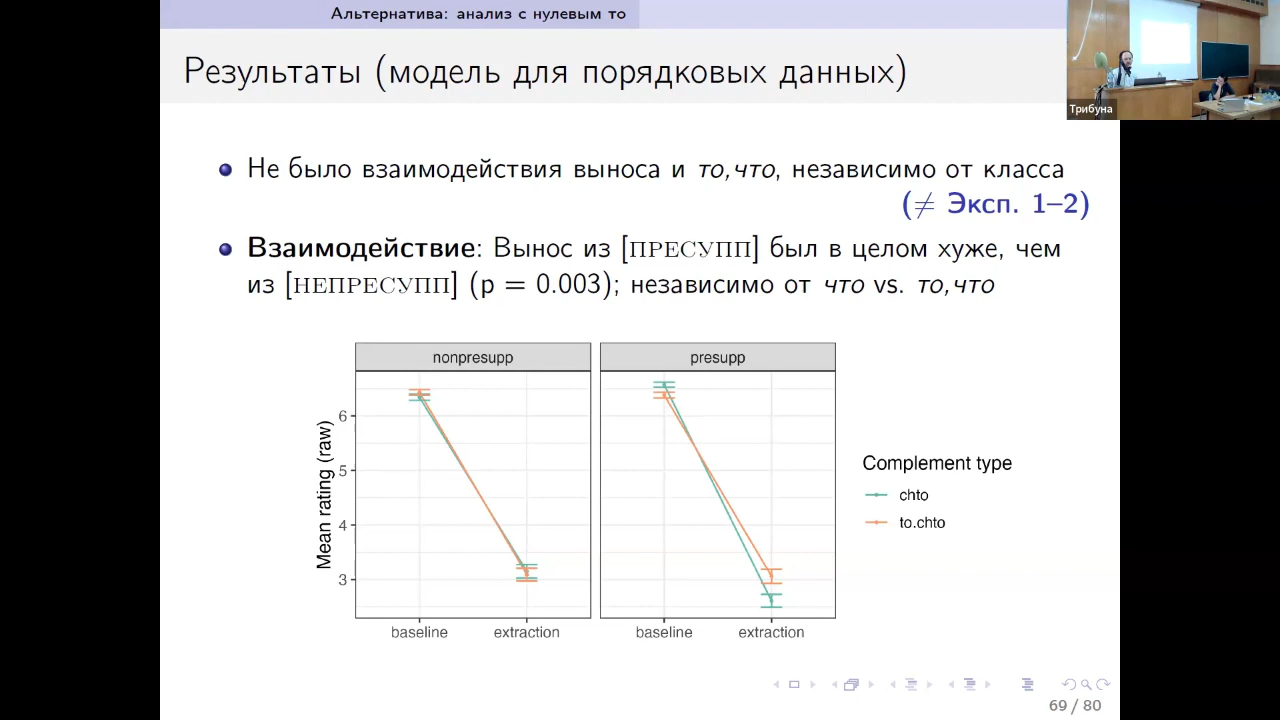 Альтернатива: анализ с нулевым то
Результаты (модель для порядковых данных)
Трибуна
Не было взаимодействия выноса и то,что, независимо от класса
(≠ Эксп. 1–2)
Взаимодействие: Вынос из [ПРЕСУПП] был в целом хуже, чем
из [НЕПРЕСУПП] (p = 0.003); независимо от что vs. то,что
nonpresupp
presupp
Mean rating (raw)
6
5
4
3
baseline
extraction
baseline
extraction
Complement type
chto
to.chto
69 / 80